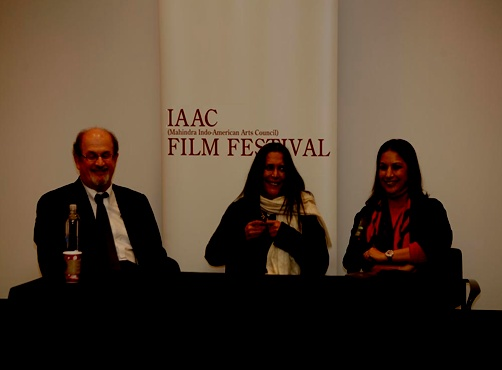 IAAC
(Mahindra Indo-American Arts Council)
FILM FESTIVAL